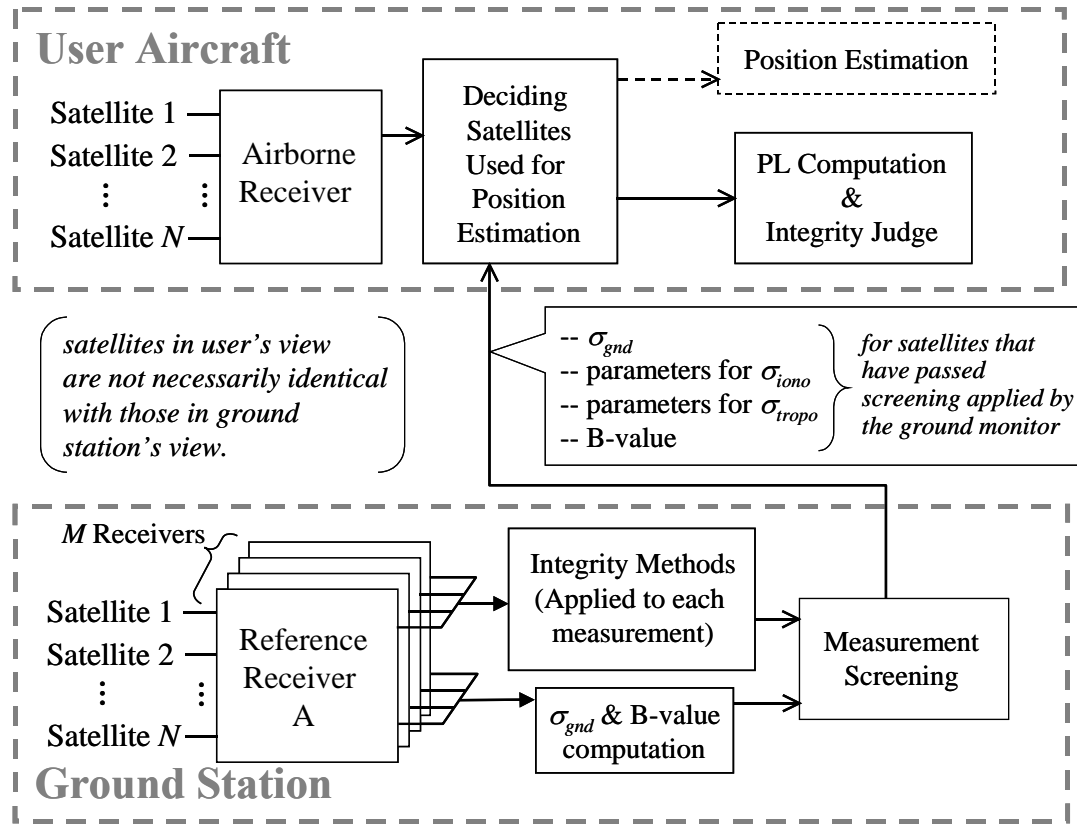 User Aircraft
Satellite 1
Satellite 2
⋮ ⋮
Satellite N
Airborne
Receiver
Deciding
Satellites
Used for
Position
Estimation
Position Estimation
PL Computation
&
Integrity Judge
satellites in user's view
are not necessarily identical
with those in ground
station's view.
-- σgnd
-- parameters for σiono
-- parameters for σtropo
-- B-value
for satellites that
have passed
screening applied by
the ground monitor
M Receivers
Satellite 1
Satellite 2
⋮ ⋮
Satellite N
Reference
Receiver
A
Integrity Methods
(Applied to each
measurement)
σgnd & B-value
computation
Measurement
Screening
Ground Station